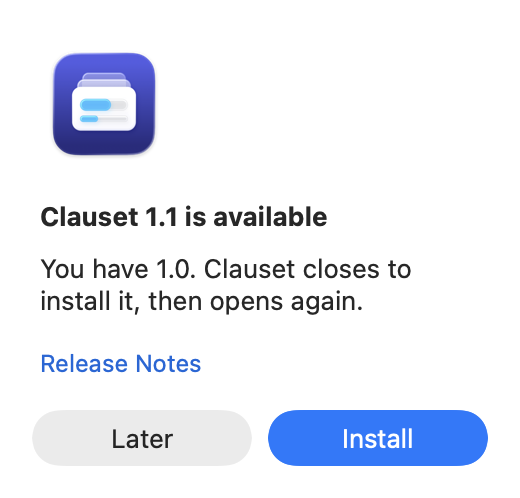 Clauset 1.1 is available
You have 1.0. Clauset closes to
install it, then opens again.
Release Notes
Later
Install